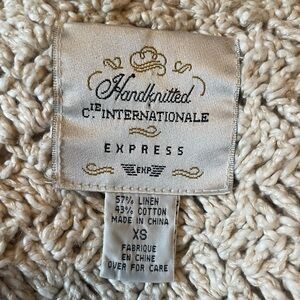 Handknitted
C.IE INTERNATIONALE
EXPRESS
EXP
57% LINEN
43% COTTON
MADE IN CHINA
XS
FABRIQUE
EN CHINE
OVER FOR CARE